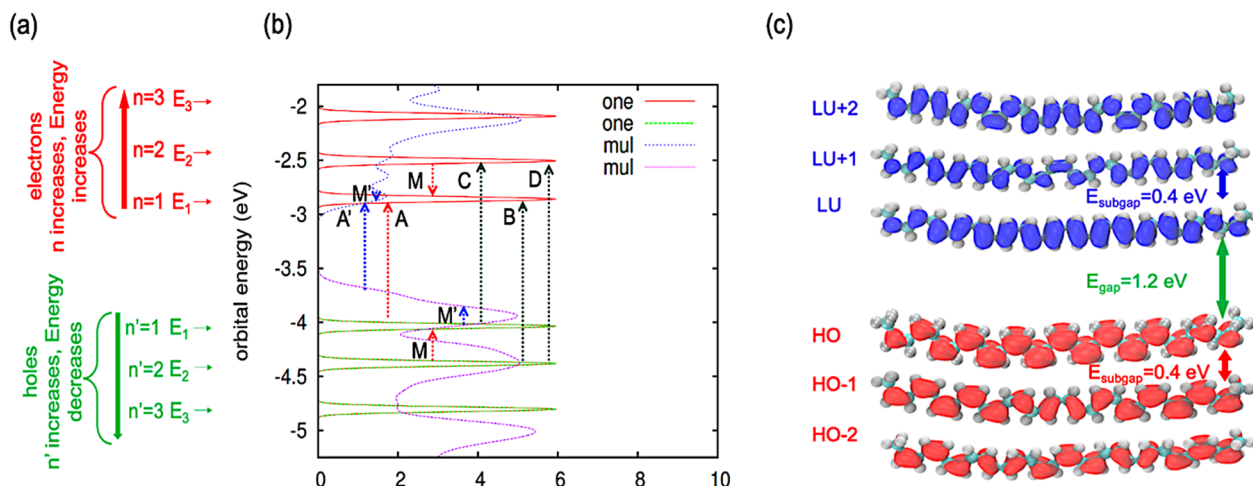 (a)
electrons
n increases, Energy
increases
n=3 E3→
n=2 E2→
n=1 E1→
holes
n' increases, Energy
decreases
n'=1 E1→
n'=2 E2→
n'=3 E3→
(b)
orbital energy (eV)
-2
-2.5
-3
-3.5
-4
-4.5
-5
0 2 4 6 8 10
one
one
mul
mul
M' M C D
A' A B
M'
M
(c)
LU+2
LU+1
Esubgap=0.4 eV
LU
Egap=1.2 eV
HO
Esubgap=0.4 eV
HO-1
HO-2